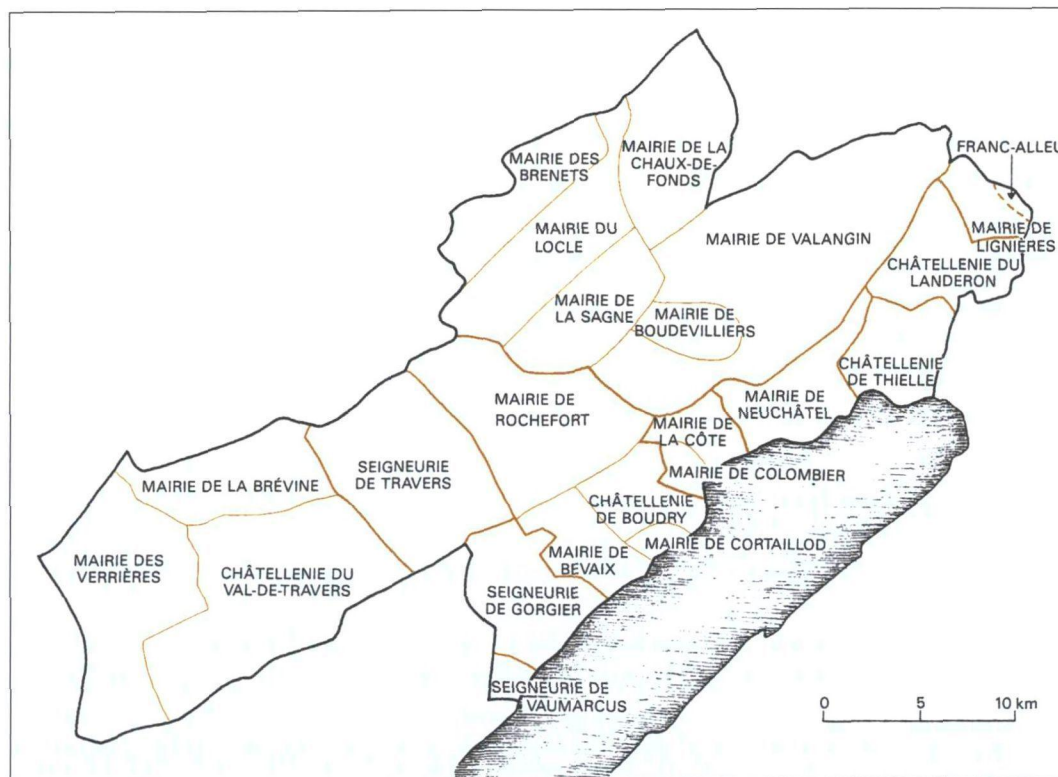 MAIRIE DES
BRENETS
MAIRIE DE LA
CHAUX-DE-
FONDS
FRANC-ALLEU
MAIRIE DU
LOCLE
MAIRIE DE VALANGIN
MAIRIE DE
LIGNIÈRES
CHÂTELLENIE DU
LANDERON
MAIRIE DE
LA SAGNE
MAIRIE DE
BOUDEVILLIERS
CHÂTELLENIE
DE THIELLE
MAIRIE DE
ROCHEFORT
MAIRIE DE
NEUCHÂTEL
MAIRIE DE
LA CÔTE
SEIGNEURIE
DE TRAVERS
MAIRIE DE COLOMBIER
MAIRIE DE LA BRÉVINE
CHÂTELLENIE
DE BOUDRY
MAIRIE DE CORTAILLOD
MAIRIE DES
VERRIÈRES
CHÂTELLENIE DU
VAL-DE-TRAVERS
MAIRIE DE
BEVAIX
SEIGNEURIE
DE GORGIER
SEIGNEURIE DE
VAUMARCUS
0 5 10 km